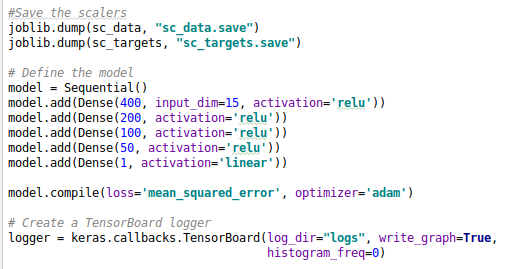 #Save the scalers
joblib.dump(sc_data, "sc_data.save")
joblib.dump(sc_targets, "sc_targets.save")
# Define the model
model = Sequential()
model.add(Dense(400, input_dim=15, activation='relu'))
model.add(Dense(200, activation='relu'))
model.add(Dense(100, activation='relu'))
model.add(Dense(50, activation='relu'))
model.add(Dense(1, activation='linear'))
model.compile(loss='mean_squared_error', optimizer='adam')
# Create a TensorBoard logger
logger = keras.callbacks.TensorBoard(log_dir="logs", write_graph=True,
histogram_freq=0)